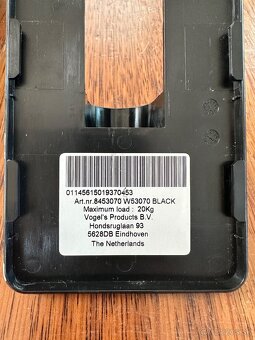 01145615019370453
Art.nr.8453070 W53070 BLACK
Maximum load : 20Kg
Vogel's Products B.V.
Hondsruglaan 93
5628DB Eindhoven
The Netherlands